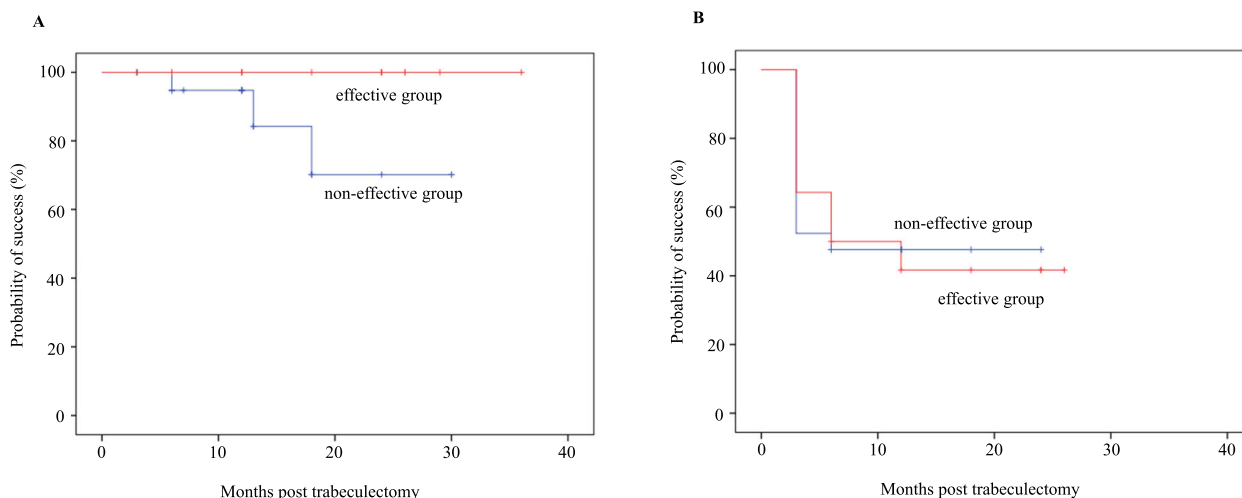 A
100
80
60
40
20
0
0
10
20
30
40
effective group
non-effective group
Probability of success (%)
Months post trabeculectomy
B
100
80
60
40
20
0
0
10
20
30
40
non-effective group
effective group
Probability of success (%)
Months post trabeculectomy